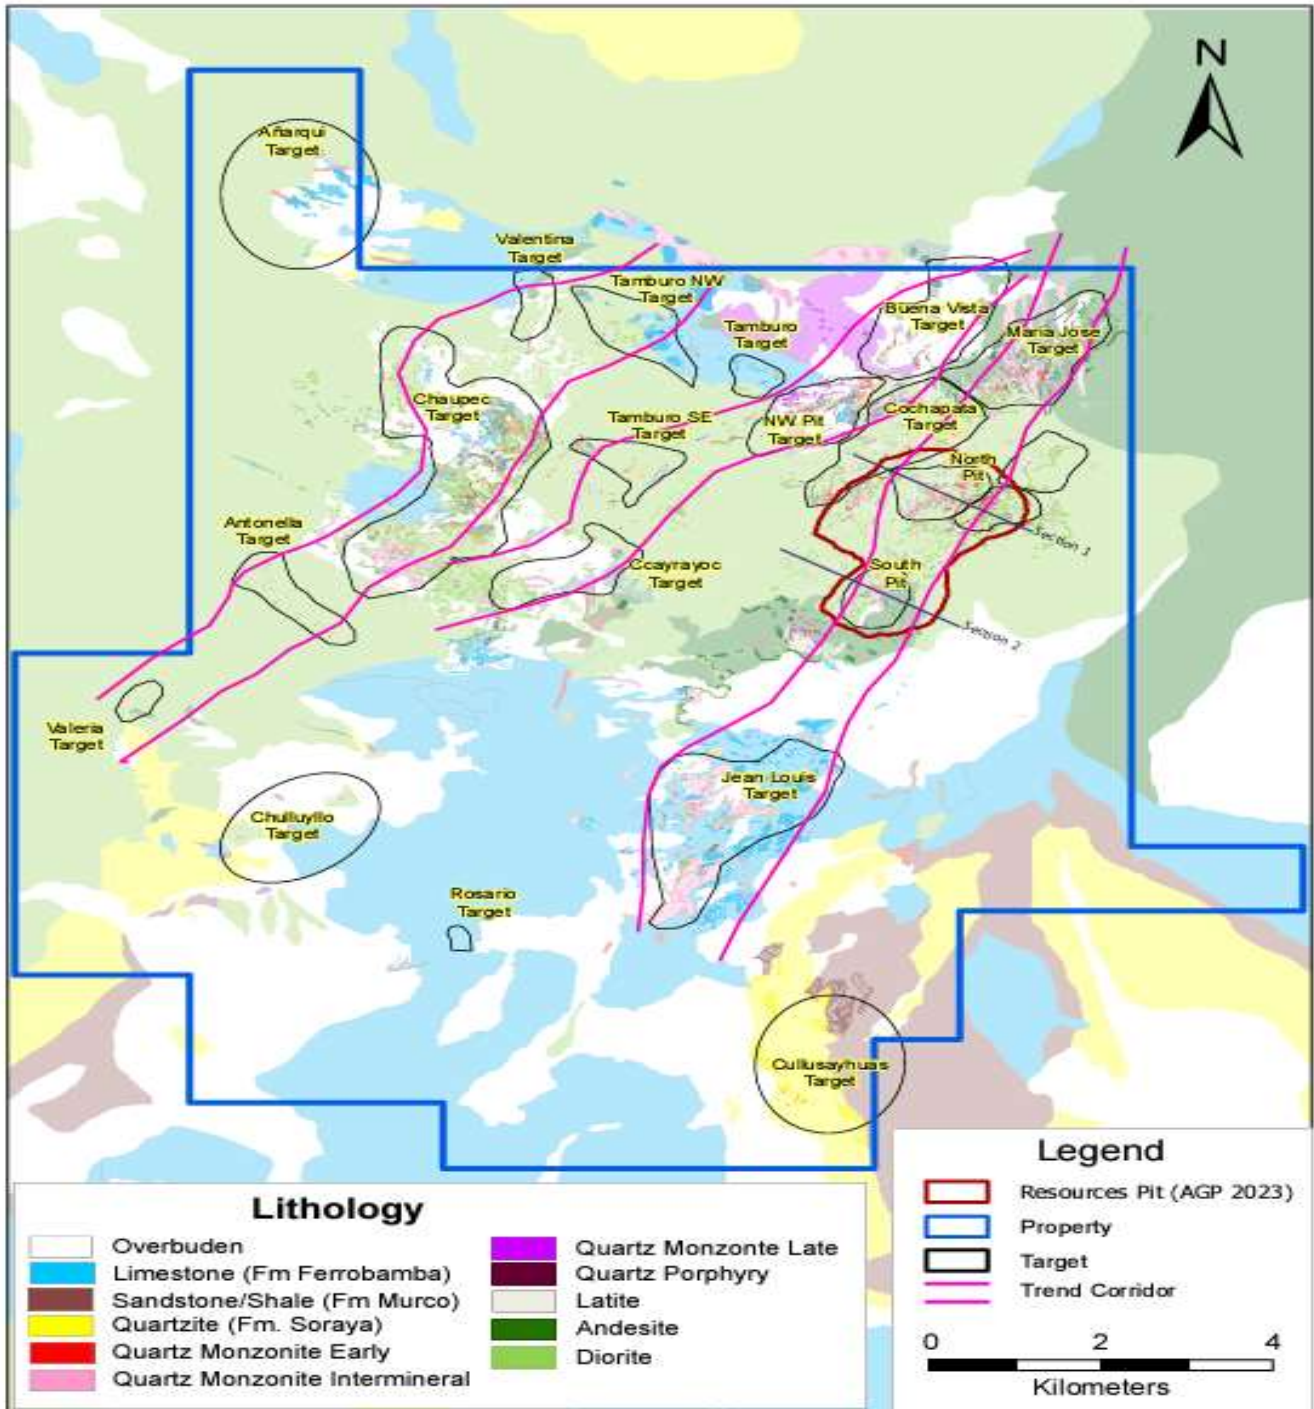 N
Añarqui
Target
Valentina
Target
Tamburo NW
Target
Tamburo
Target
Buena Vista
Target
Maria Jose
Target
Chaupec
Target
Tamburo SE
Target
NW Pit
Target
Cochapata
Target
North
Pit
Antonella
Target
Section 1
Ccayrayoc
Target
South
Pit
Section 2
Valeria
Target
Jean Louis
Target
Chulluyllo
Target
Rosario
Target
Cullusayhuas
Target
Lithology
Overbuden
Limestone (Fm Ferrobamba)
Sandstone/Shale (Fm Murco)
Quartzite (Fm. Soraya)
Quartz Monzonite Early
Quartz Monzonite Intermineral
Quartz Monzonte Late
Quartz Porphyry
Latite
Andesite
Diorite
Legend
Resources Pit (AGP 2023)
Property
Target
Trend Corridor
0 2 4
Kilometers